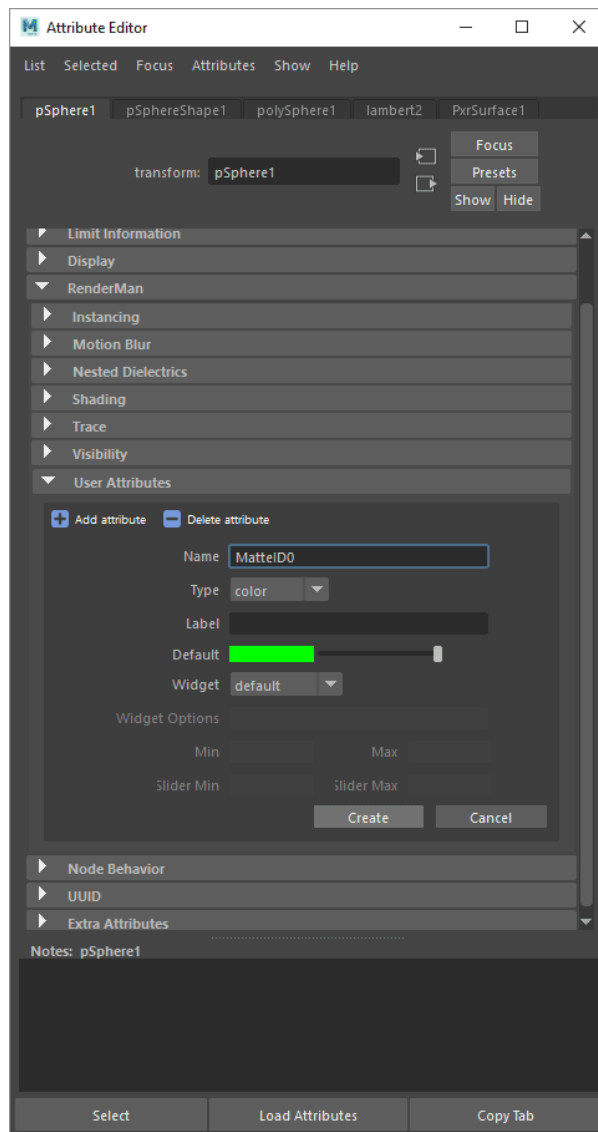 Attribute Editor
List Selected Focus Attributes Show Help
pSphere1 pSphereShape1 polySphere1 lambert2 PxrSurface1
transform: pSphere1
Focus
Presets
Show Hide
Limit Information
Display
RenderMan
Instancing
Motion Blur
Nested Dielectrics
Shading
Trace
Visibility
User Attributes
Add attribute Delete attribute
Name MatteID0
Type color
Label
Default
Widget default
Widget Options
Min Max
Slider Min Slider Max
Create Cancel
Node Behavior
UUID
Extra Attributes
Notes: pSphere1
Select Load Attributes Copy Tab